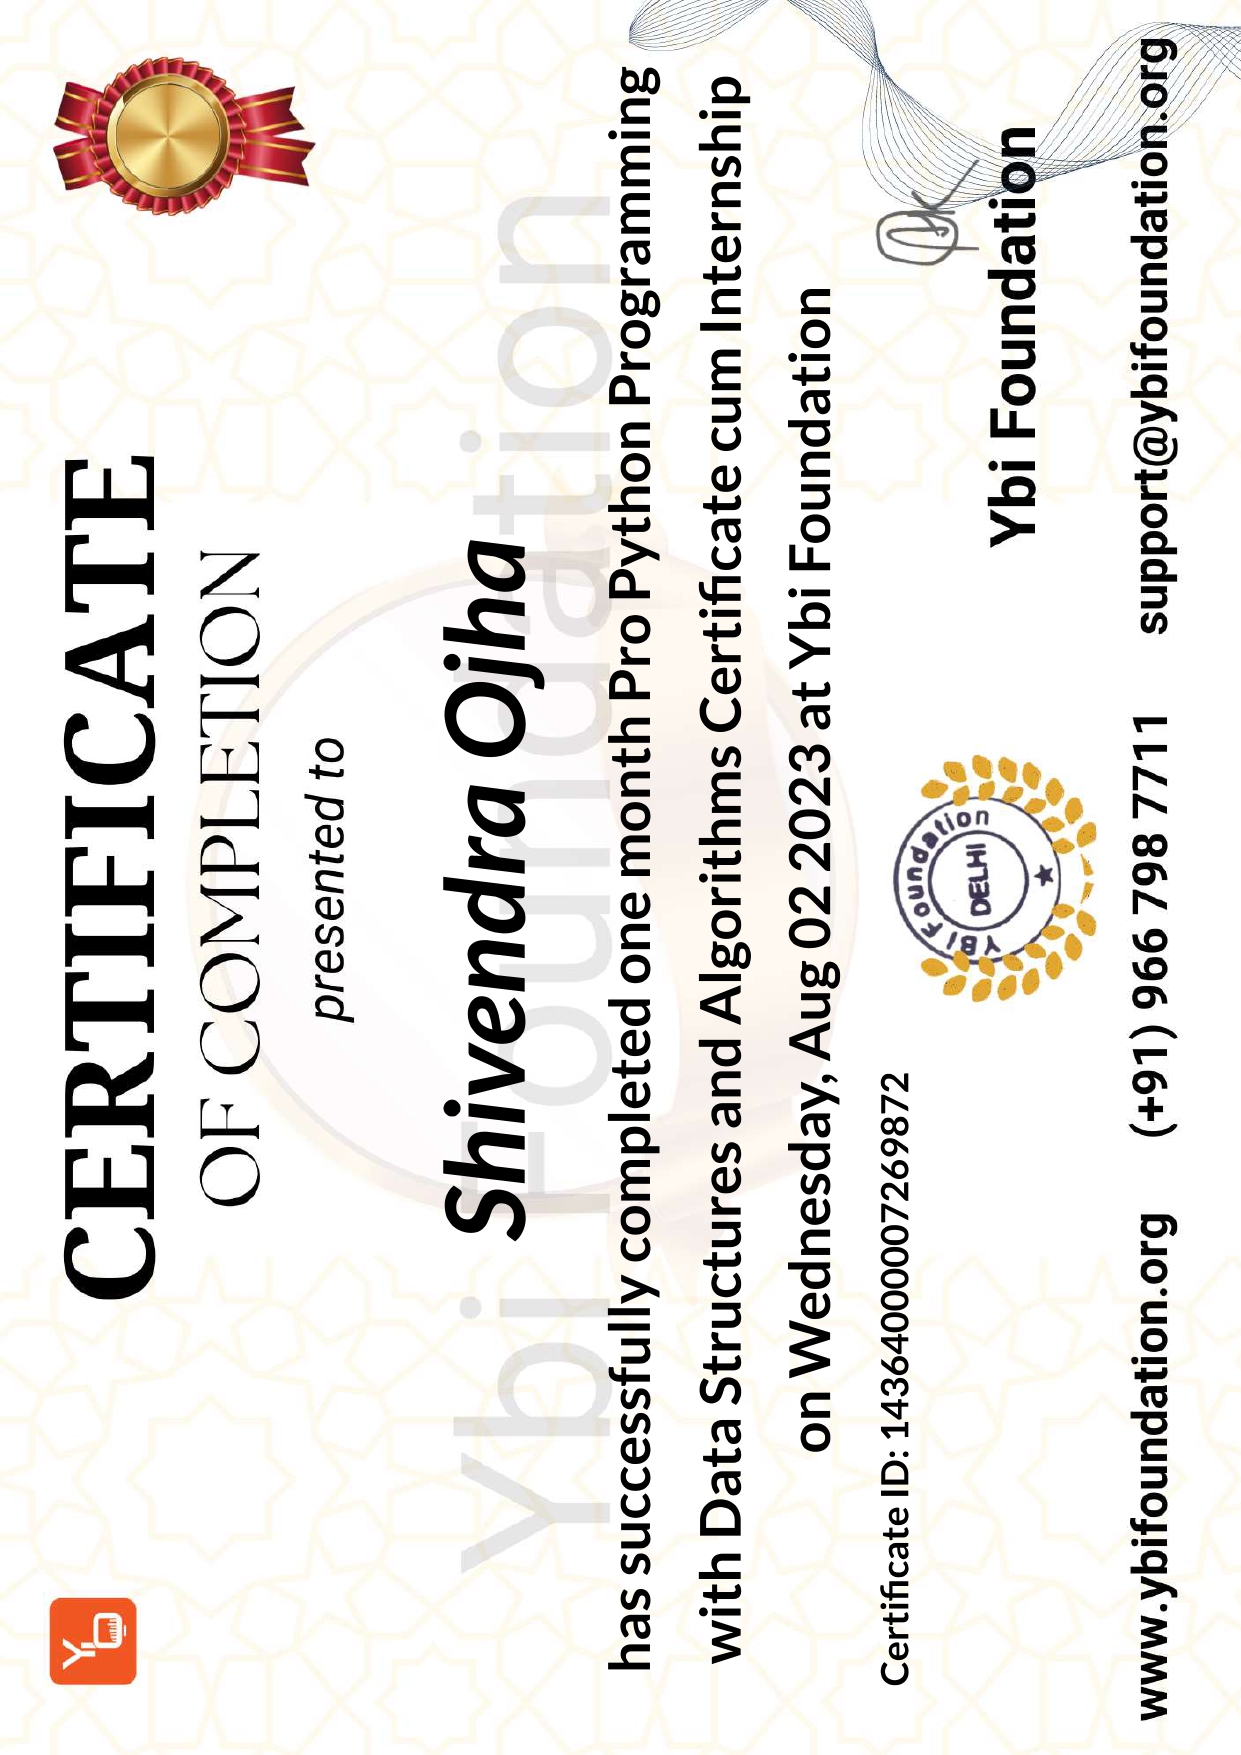 CERTIFICATE
OF COMPLETION
presented to
Ybi Foundation
Shivendra Ojha
has successfully completed one month Pro Python Programming
with Data Structures and Algorithms Certificate cum Internship
on Wednesday, Aug 02 2023 at Ybi Foundation
Certificate ID: 14364000007269872
YBI Foundation
DELHI
Ybi Foundation
www.ybifoundation.org (+91) 966 798 7711 support@ybifoundation.org